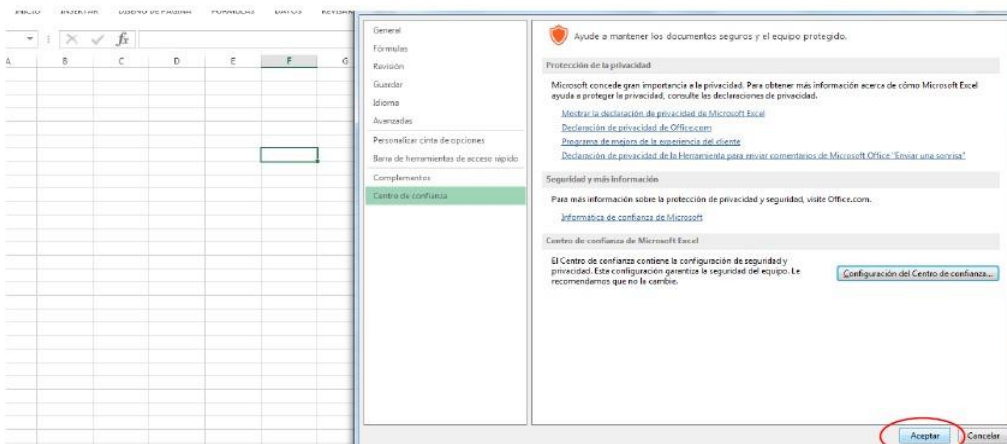 INICIO INSERTAR DISEÑO DE PÁGINA FÓRMULAS DATOS REVISAR
fx
A B C D E F G
General
Fórmulas
Revisión
Guardar
Idioma
Avanzadas
Personalizar cinta de opciones
Barra de herramientas de acceso rápido
Complementos
Centro de confianza
Ayude a mantener los documentos seguros y el equipo protegido.
Protección de la privacidad
Microsoft concede gran importancia a la privacidad. Para obtener más información acerca de cómo Microsoft Excel
ayuda a proteger la privacidad, consulte las declaraciones de privacidad.
Mostrar la declaración de privacidad de Microsoft Excel
Declaración de privacidad de Office.com
Programa de mejora de la experiencia del cliente
Declaración de privacidad de la Herramienta para enviar comentarios de Microsoft Office "Enviar una sonrisa"
Seguridad y más información
Para más información sobre la protección de privacidad y seguridad, visite Office.com.
Informática de confianza de Microsoft
Centro de confianza de Microsoft Excel
El Centro de confianza contiene la configuración de seguridad y
privacidad. Esta configuración garantiza la seguridad del equipo. Le
recomendamos que no la cambie.
Configuración del Centro de confianza...
Aceptar Cancelar